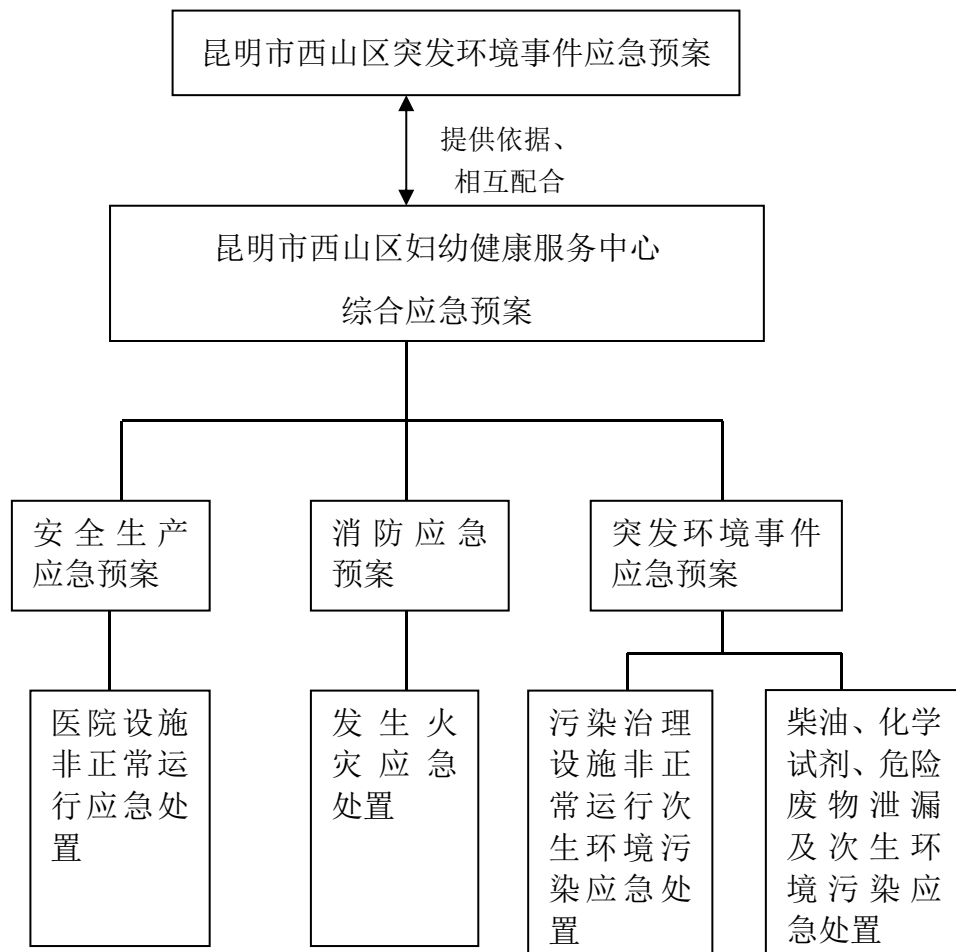 昆明市西山区突发环境事件应急预案
提供依据、
相互配合
昆明市西山区妇幼健康服务中心
综合应急预案
安全生产
应急预案
消防应急
预案
突发环境事件
应急预案
医院设施
非正常运
行应急处
置
发生火
灾应急
处置
污染治理
设施非正
常运行次
生环境污
染应急处
置
柴油、化学
试剂、危险
废物泄漏
及次生环
境污染应
急处置